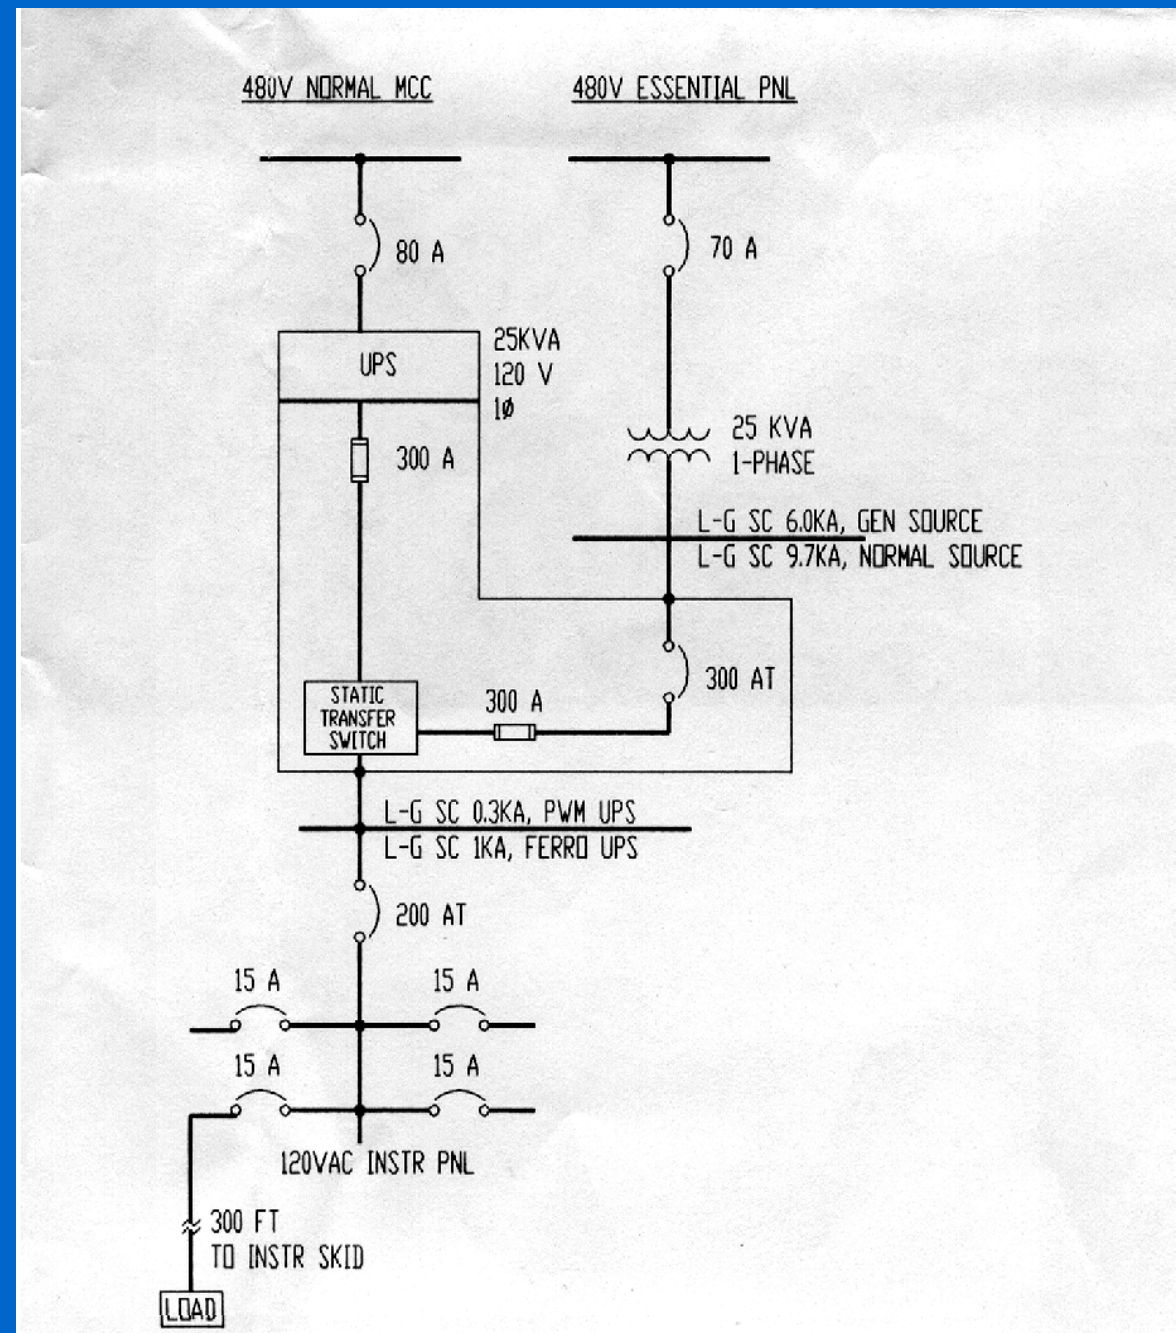 480V NORMAL MCC
480V ESSENTIAL PNL
80 A
70 A
UPS
25KVA
120 V
1Ø
300 A
25 KVA
1-PHASE
L-G SC 6.0KA, GEN SOURCE
L-G SC 9.7KA, NORMAL SOURCE
300 AT
STATIC
TRANSFER
SWITCH
300 A
L-G SC 0.3KA, PWM UPS
L-G SC 1KA, FERRO UPS
200 AT
15 A
15 A
15 A
15 A
120VAC INSTR PNL
300 FT
TO INSTR SKID
LOAD